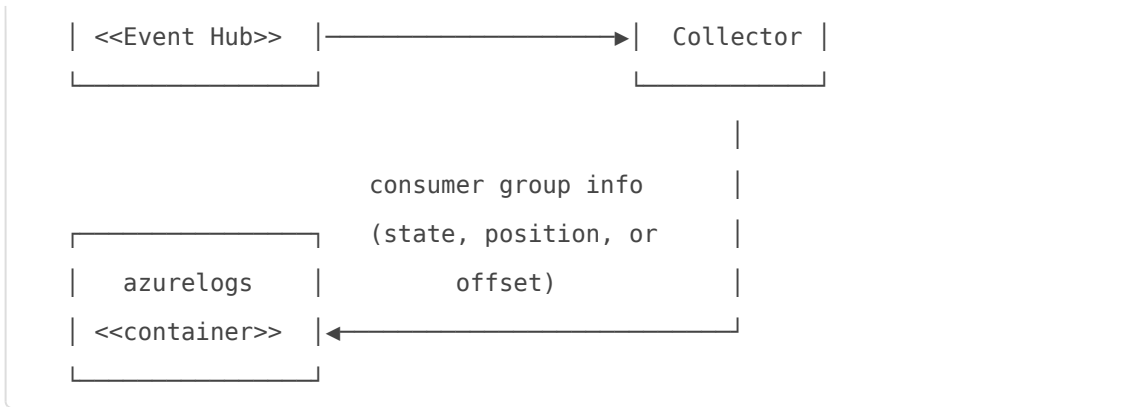 <<Event Hub>> Collector
consumer group info
(state, position, or
azurelogs offset)
<<container>>